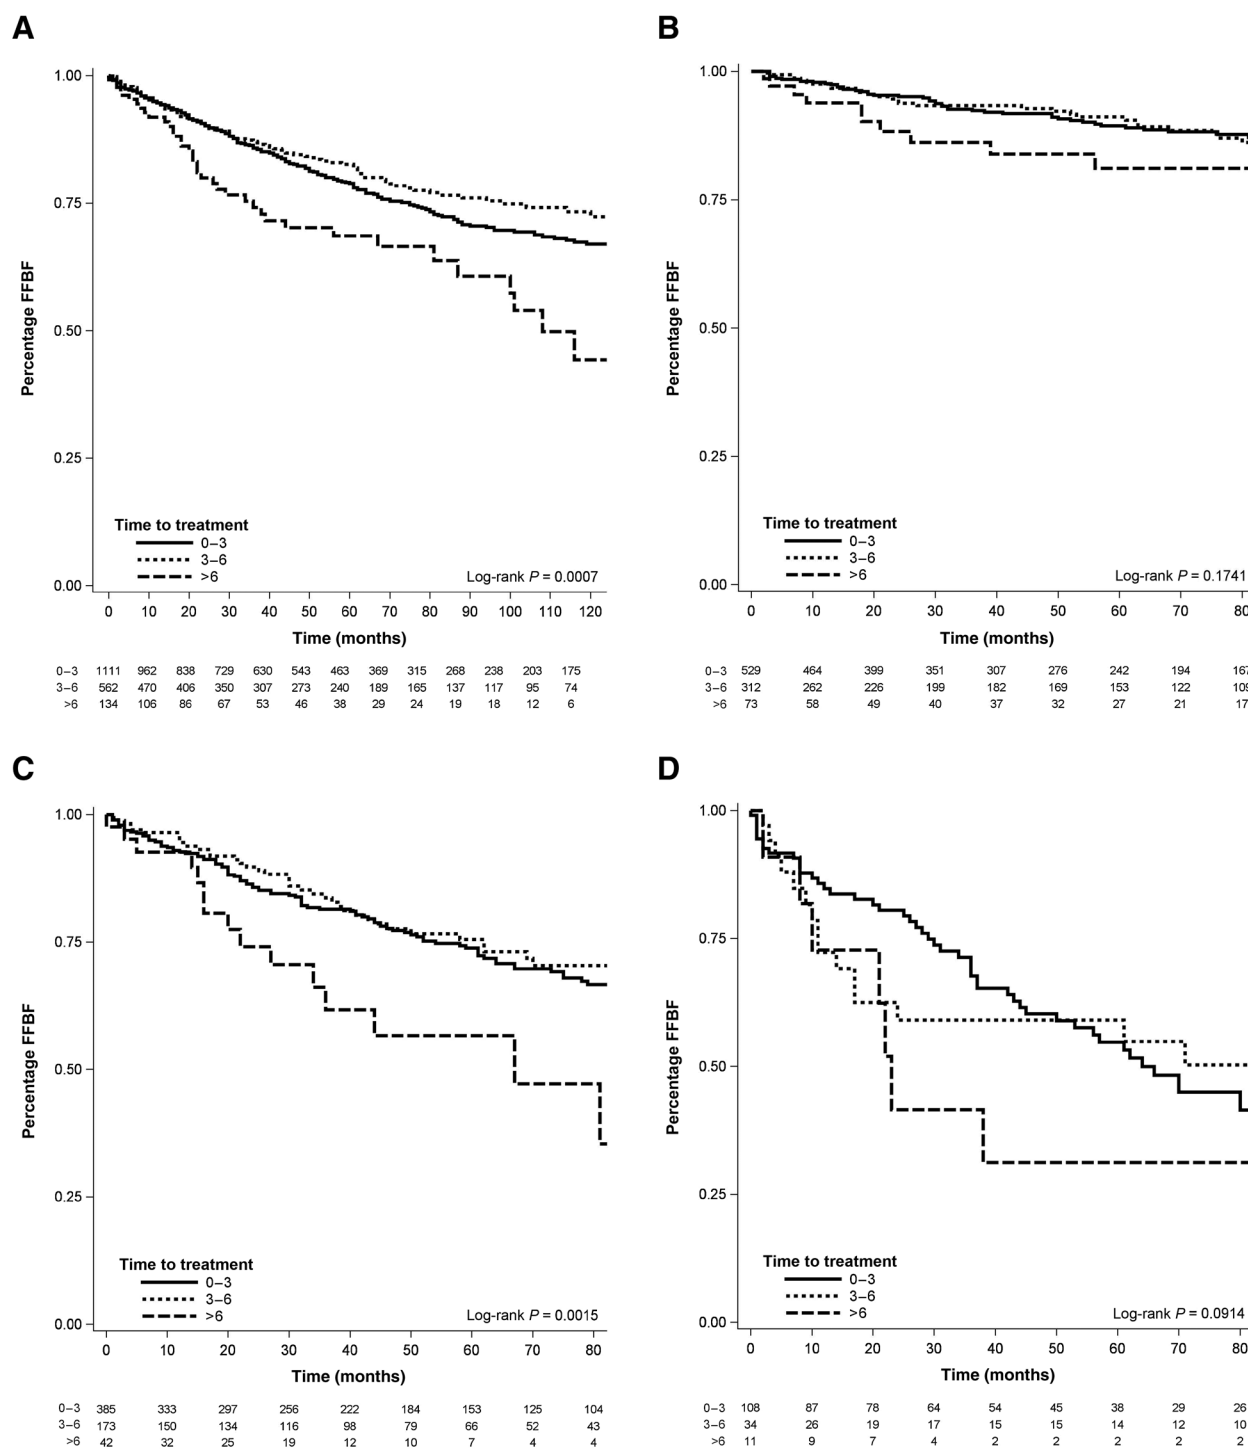 A
1.00
0.75
0.50
0.25
0.00
Percentage FFBF
Time to treatment
0–3
3–6
>6
Log-rank P = 0.0007
0 10 20 30 40 50 60 70 80 90 100 110 120
Time (months)
0–3 1111 962 838 729 630 543 463 369 315 268 238 203 175
3–6 562 470 406 350 307 273 240 189 165 137 117 95 74
>6 134 106 86 67 53 46 38 29 24 19 18 12 6
B
1.00
0.75
0.50
0.25
0.00
Percentage FFBF
Time to treatment
0–3
3–6
>6
Log-rank P = 0.1741
0 10 20 30 40 50 60 70 80
Time (months)
0–3 529 464 399 351 307 276 242 194 167
3–6 312 262 226 199 182 169 153 122 109
>6 73 58 49 40 37 32 27 21 17
C
1.00
0.75
0.50
0.25
0.00
Percentage FFBF
Time to treatment
0–3
3–6
>6
Log-rank P = 0.0015
0 10 20 30 40 50 60 70 80
Time (months)
0–3 385 333 297 256 222 184 153 125 104
3–6 173 150 134 116 98 79 66 52 43
>6 42 32 25 19 12 10 7 4 4
D
1.00
0.75
0.50
0.25
0.00
Percentage FFBF
Time to treatment
0–3
3–6
>6
Log-rank P = 0.0914
0 10 20 30 40 50 60 70 80
Time (months)
0–3 108 87 78 64 54 45 38 29 26
3–6 34 26 19 17 15 15 14 12 10
>6 11 9 7 4 2 2 2 2 2